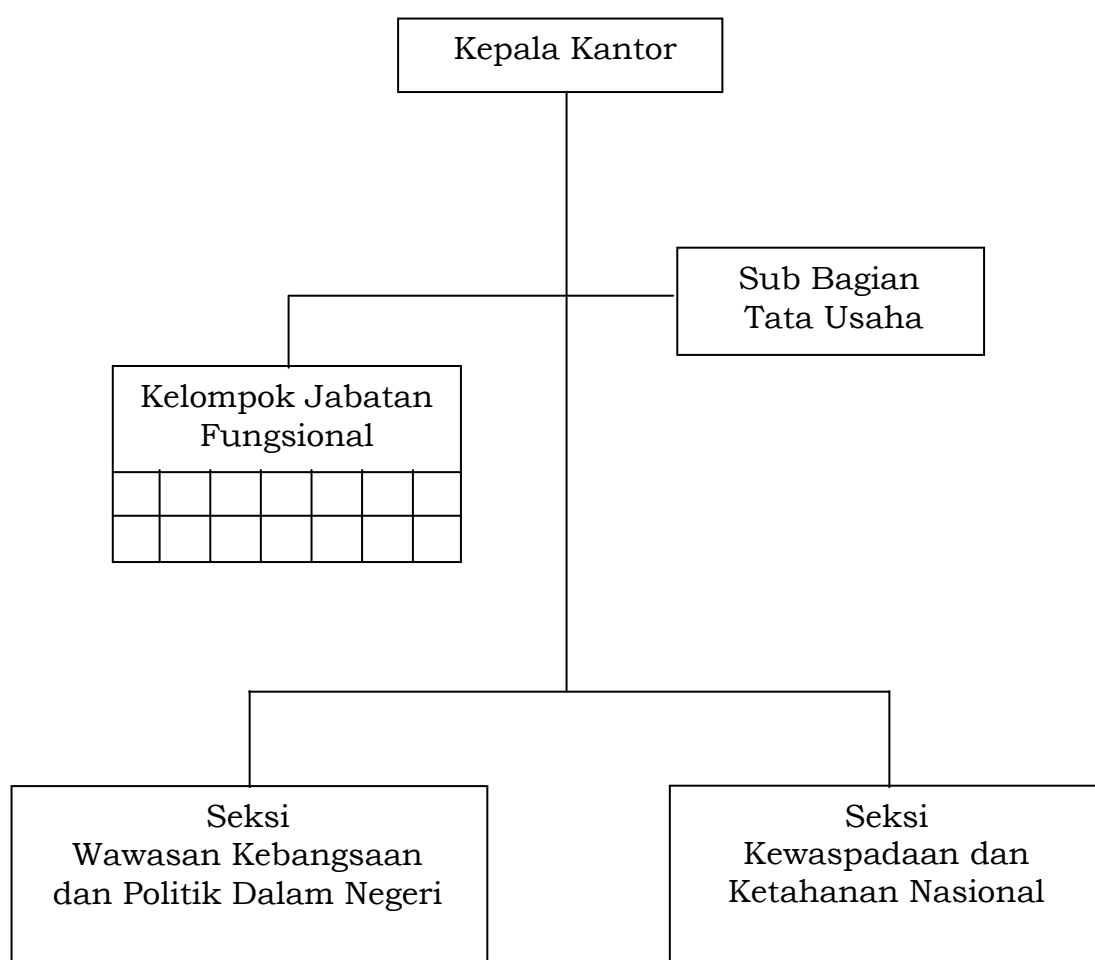 Kepala Kantor
Sub Bagian
Tata Usaha
Kelompok Jabatan
Fungsional
Seksi
Wawasan Kebangsaan
dan Politik Dalam Negeri
Seksi
Kewaspadaan dan
Ketahanan Nasional